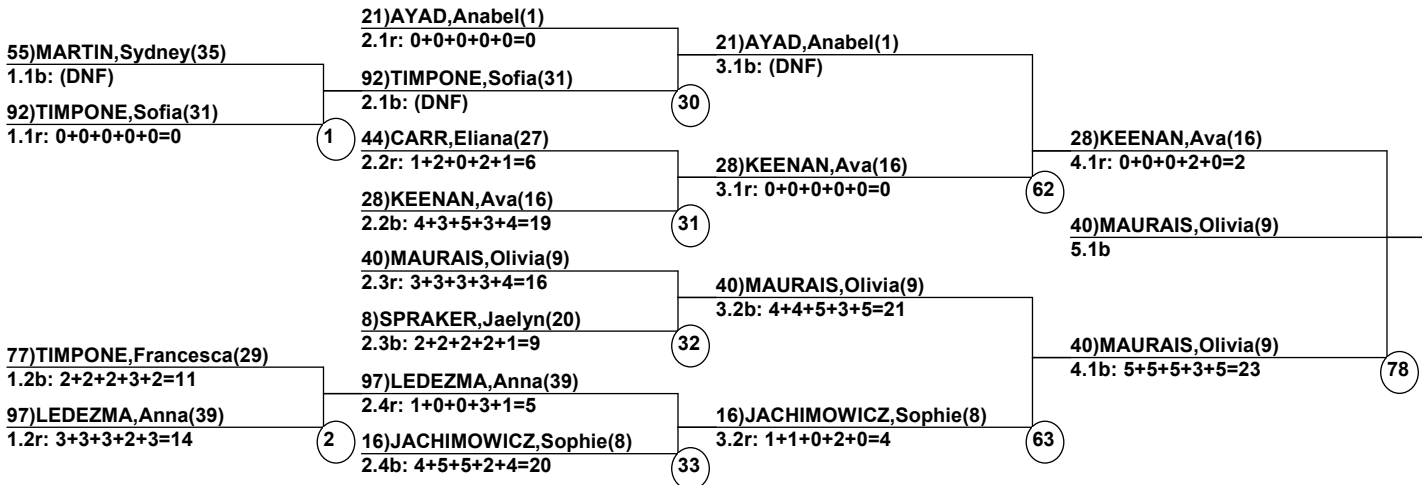 55)MARTIN,Sydney(35)
1.1b: (DNF)
92)TIMPONE,Sofia(31)
1.1r: 0+0+0+0+0=0
1
77)TIMPONE,Francesca(29)
1.2b: 2+2+2+3+2=11
97)LEDEZMA,Anna(39)
1.2r: 3+3+3+2+3=14
2
21)AYAD,Anabel(1)
2.1r: 0+0+0+0+0=0
92)TIMPONE,Sofia(31)
2.1b: (DNF)
30
44)CARR,Eliana(27)
2.2r: 1+2+0+2+1=6
28)KEENAN,Ava(16)
2.2b: 4+3+5+3+4=19
31
40)MAURAIS,Olivia(9)
2.3r: 3+3+3+3+4=16
8)SPRAKER,Jaelyn(20)
2.3b: 2+2+2+2+1=9
32
97)LEDEZMA,Anna(39)
2.4r: 1+0+0+3+1=5
16)JACHIMOWICZ,Sophie(8)
2.4b: 4+5+5+2+4=20
33
21)AYAD,Anabel(1)
3.1b: (DNF)
28)KEENAN,Ava(16)
3.1r: 0+0+0+0+0=0
62
40)MAURAIS,Olivia(9)
3.2b: 4+4+5+3+5=21
16)JACHIMOWICZ,Sophie(8)
3.2r: 1+1+0+2+0=4
63
28)KEENAN,Ava(16)
4.1r: 0+0+0+2+0=2
40)MAURAIS,Olivia(9)
5.1b
40)MAURAIS,Olivia(9)
4.1b: 5+5+5+3+5=23
78